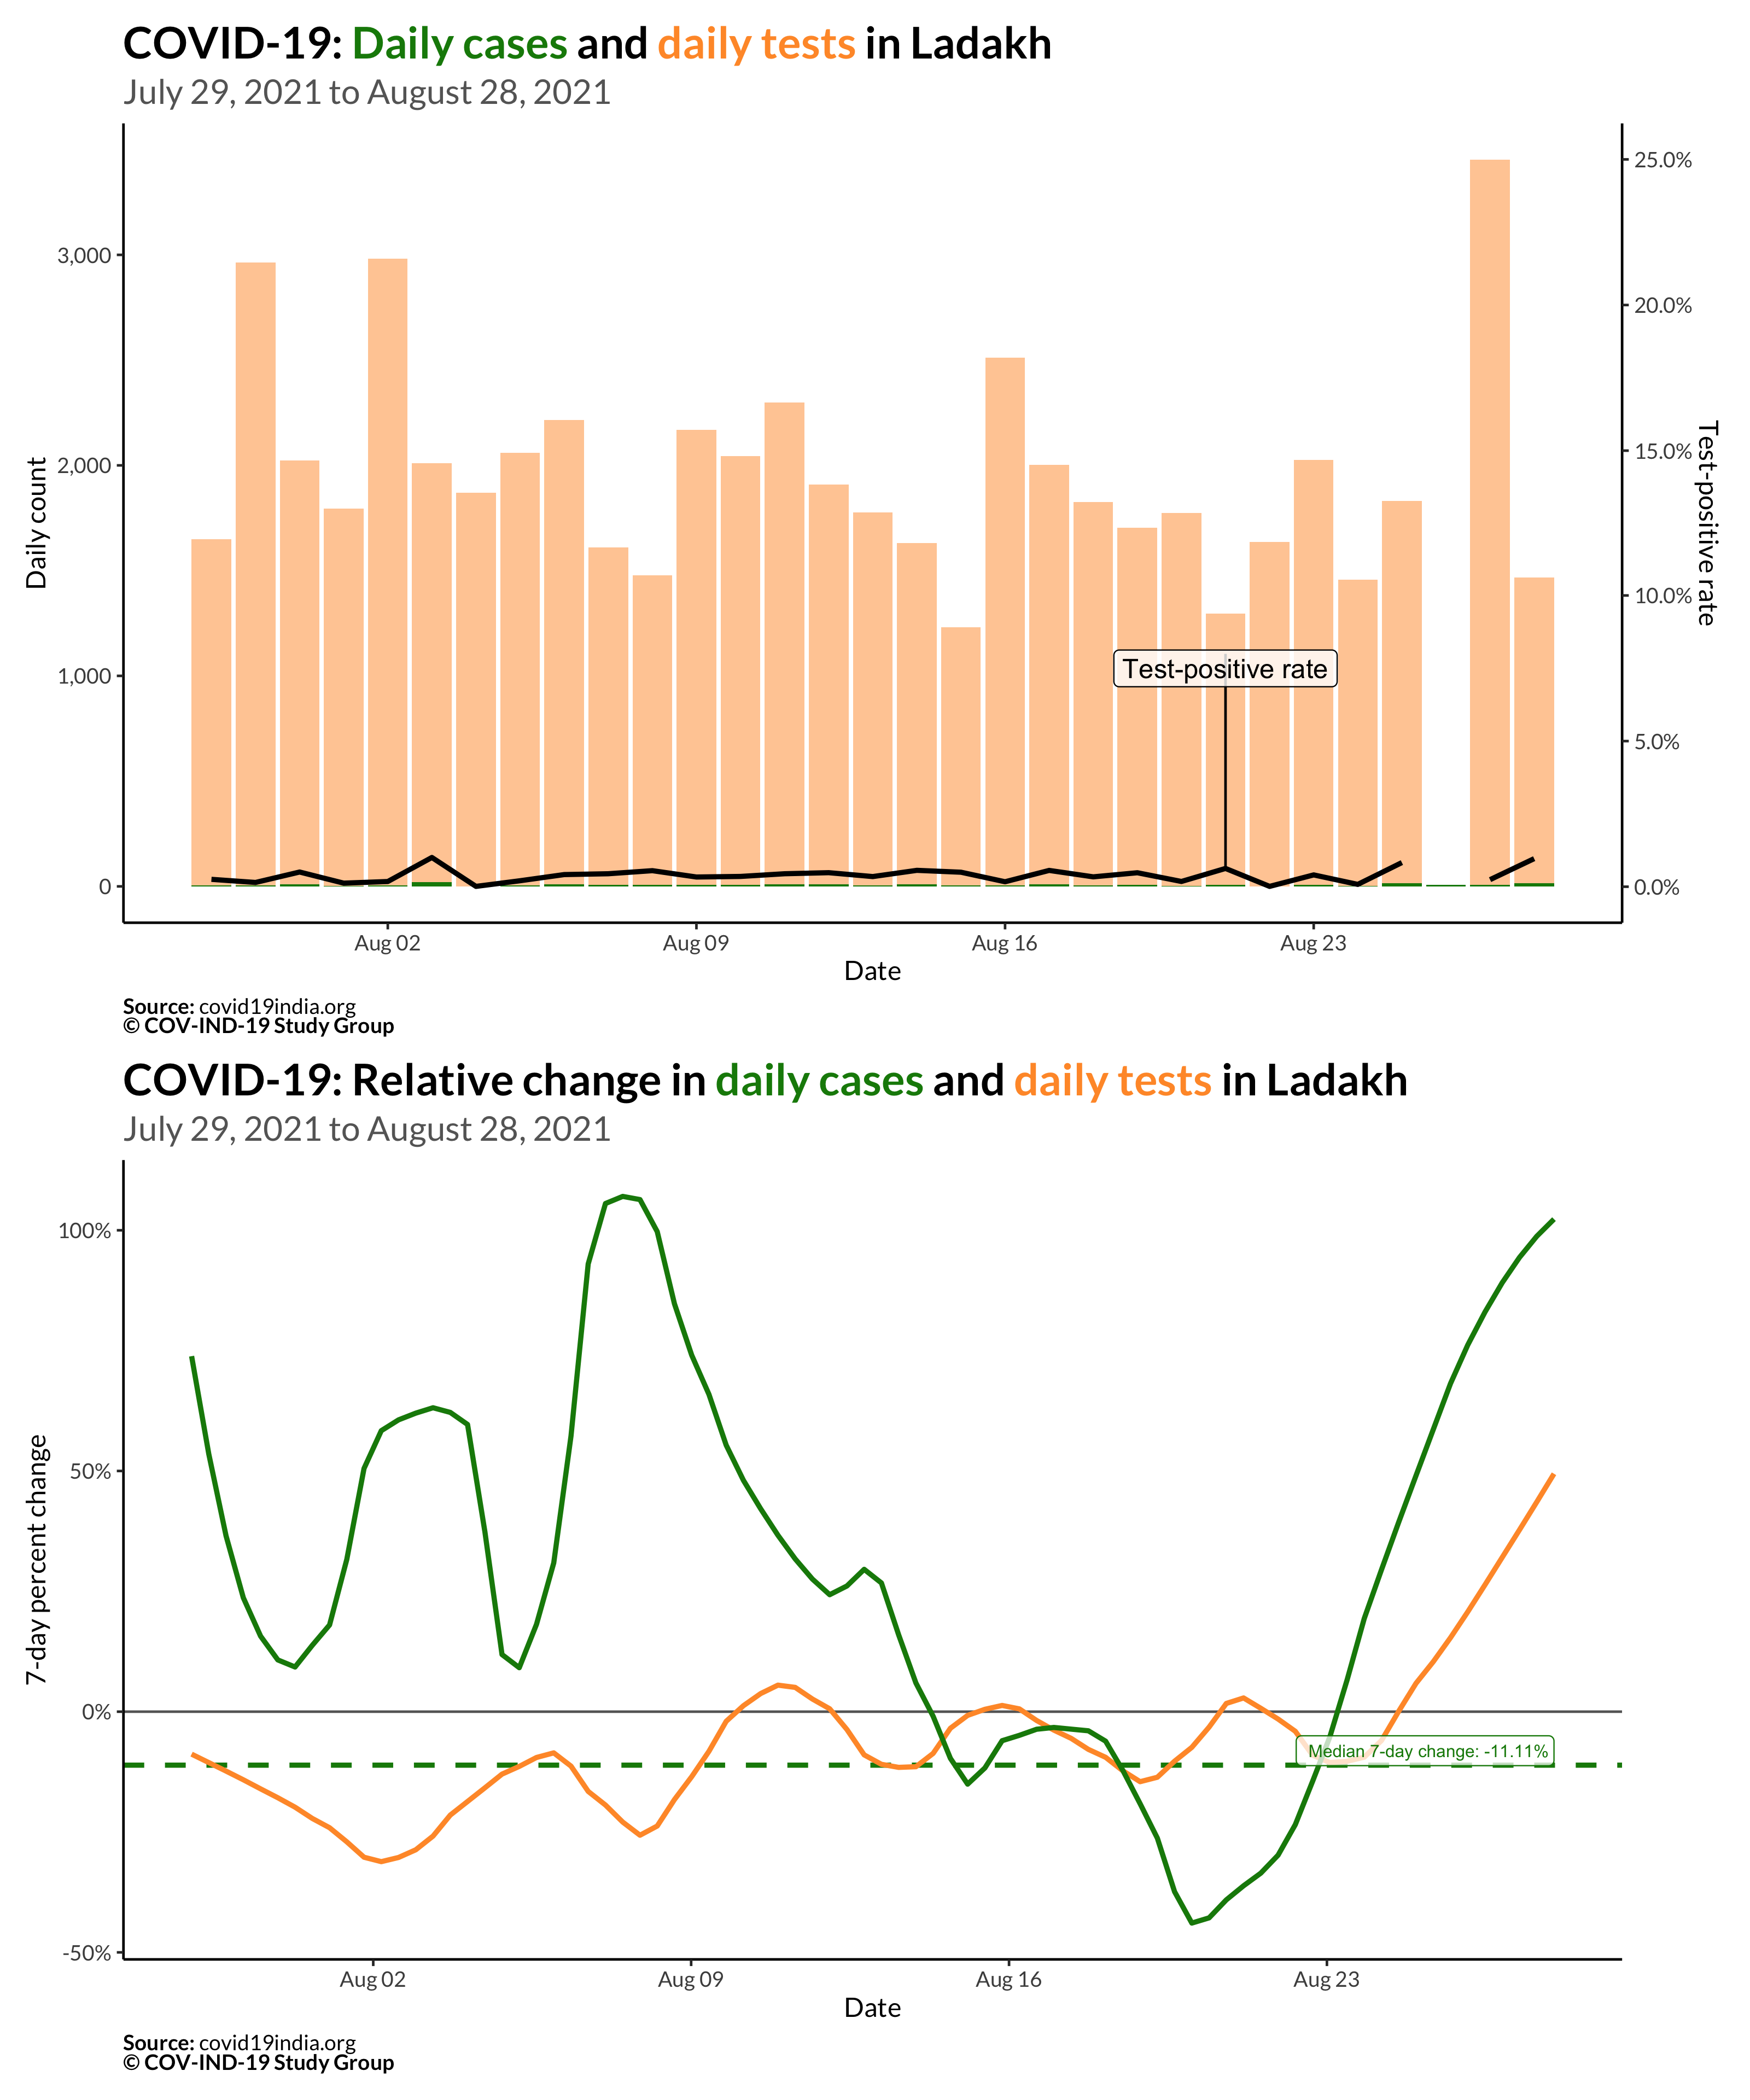 COVID-19: Daily cases and daily tests in Ladakh
July 29, 2021 to August 28, 2021
Daily count
3,000
2,000
1,000
0
25.0%
20.0%
15.0%
10.0%
5.0%
0.0%
Test-positive rate
Test-positive rate
Aug 02
Aug 09
Aug 16
Aug 23
Date
Source: covid19india.org
© COV-IND-19 Study Group
COVID-19: Relative change in daily cases and daily tests in Ladakh
July 29, 2021 to August 28, 2021
7-day percent change
100%
50%
0%
-50%
Median 7-day change: -11.11%
Aug 02
Aug 09
Aug 16
Aug 23
Date
Source: covid19india.org
© COV-IND-19 Study Group